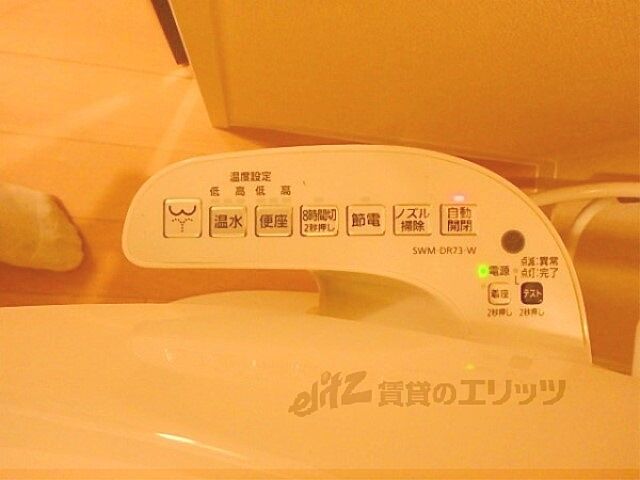 温度設定
低 高 低 高
温水 便座 8時間切 2秒押し 節電 ノズル掃除 自動開閉
SWM-DR73-W
電源 点滅:異常
点灯:完了
着座 テスト
2秒押し 2秒押し
elitz 賃貸のエリッツ